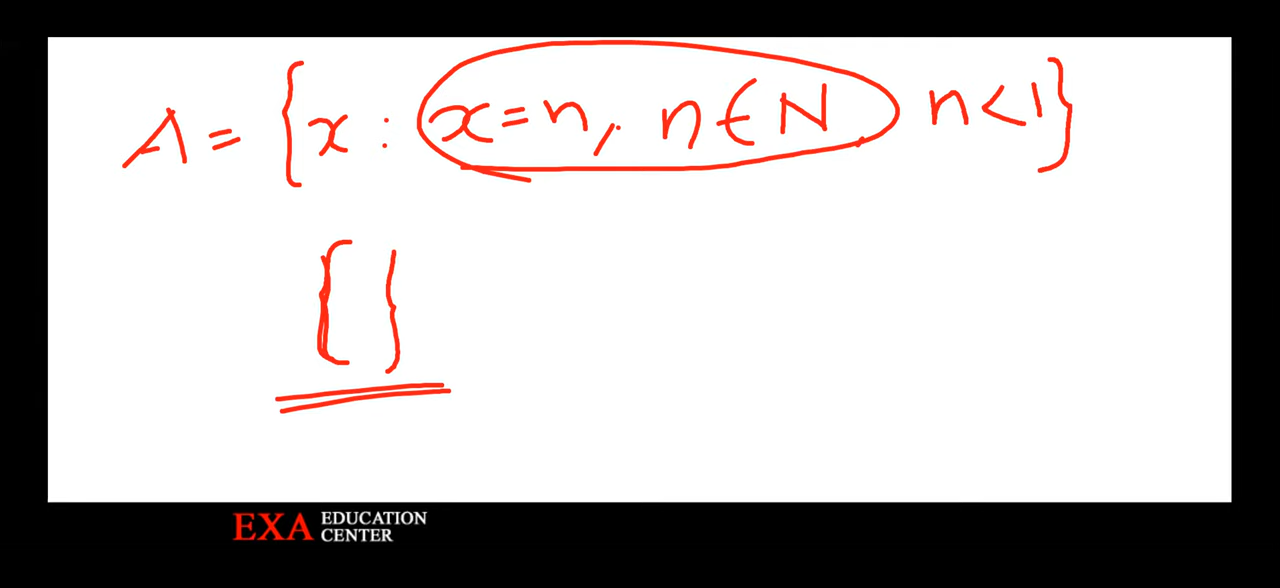 A = {x : x = n, n ∈ N, n < 1}
{ }
EXA EDUCATION
CENTER